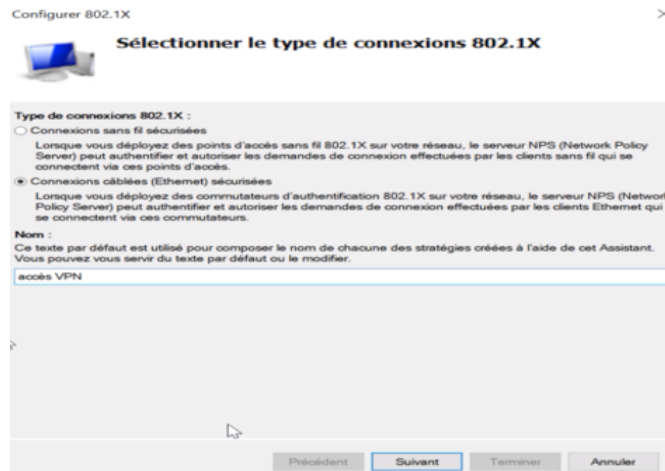 Configurer 802.1X
Sélectionner le type de connexions 802.1X
Type de connexions 802.1X :
Connexions sans fil sécurisées
Lorsque vous déployez des points d'accès sans fil 802.1X sur votre réseau, le serveur NPS (Network Policy
Server) peut authentifier et autoriser les demandes de connexion effectuées par les clients sans fil qui se
connectent via ces points d'accès.
Connexions câblées (Ethernet) sécurisées
Lorsque vous déployez des commutateurs d'authentification 802.1X sur votre réseau, le serveur NPS (Network
Policy Server) peut authentifier et autoriser les demandes de connexion effectuées par les clients Ethernet qui
se connectent via ces commutateurs.
Nom :
Ce texte par défaut est utilisé pour composer le nom de chacune des stratégies créées à l'aide de cet Assistant.
Vous pouvez vous servir du texte par défaut ou le modifier.
accès VPN
Précédent Suivant Terminer Annuler